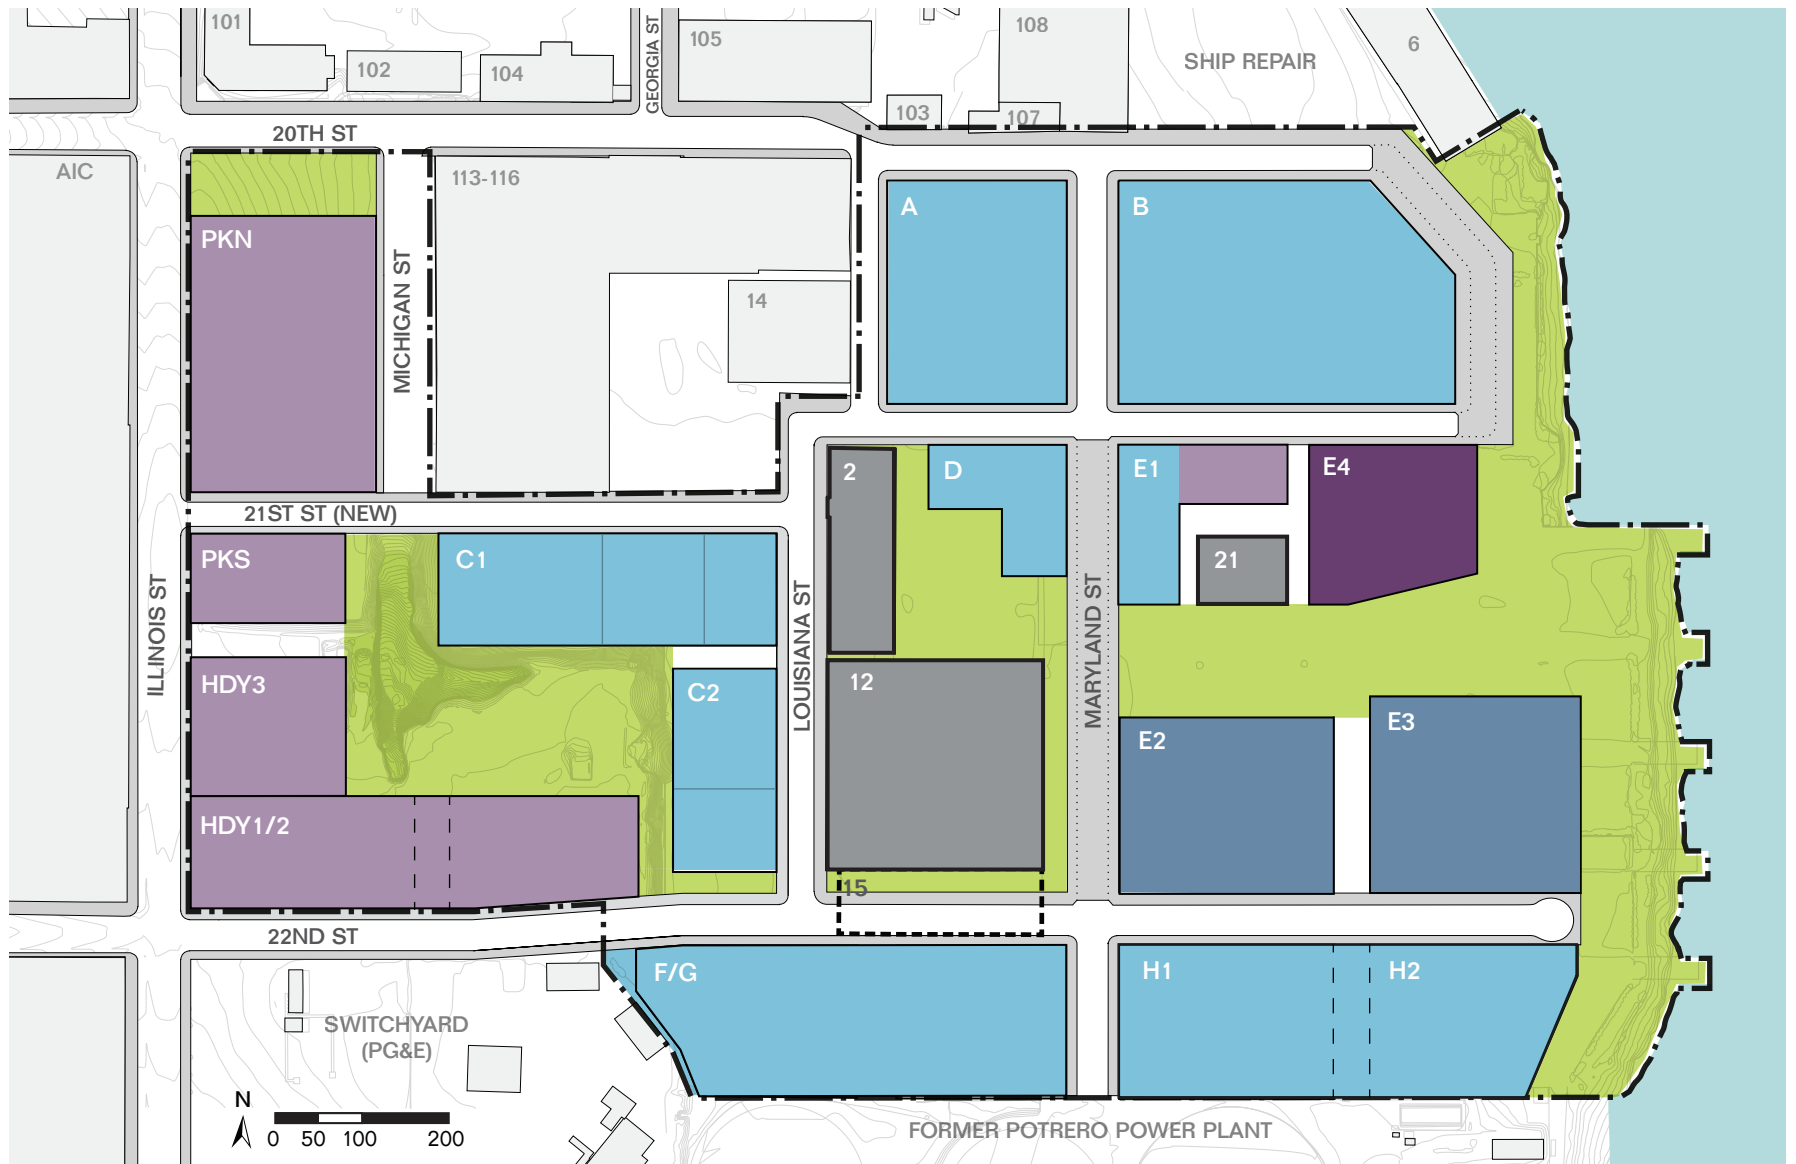 101
102
104
GEORGIA ST
105
103
108
107
SHIP REPAIR
6
20TH ST
AIC
113-116
14
A
B
PKN
MICHIGAN ST
21ST ST (NEW)
2
D
E1
E4
21
PKS
C1
ILLINOIS ST
LOUISIANA ST
MARYLAND ST
HDY3
C2
12
E2
E3
HDY1/2
15
22ND ST
F/G
H1
H2
SWITCHYARD
(PG&E)
N
0 50 100 200
FORMER POTRERO POWER PLANT